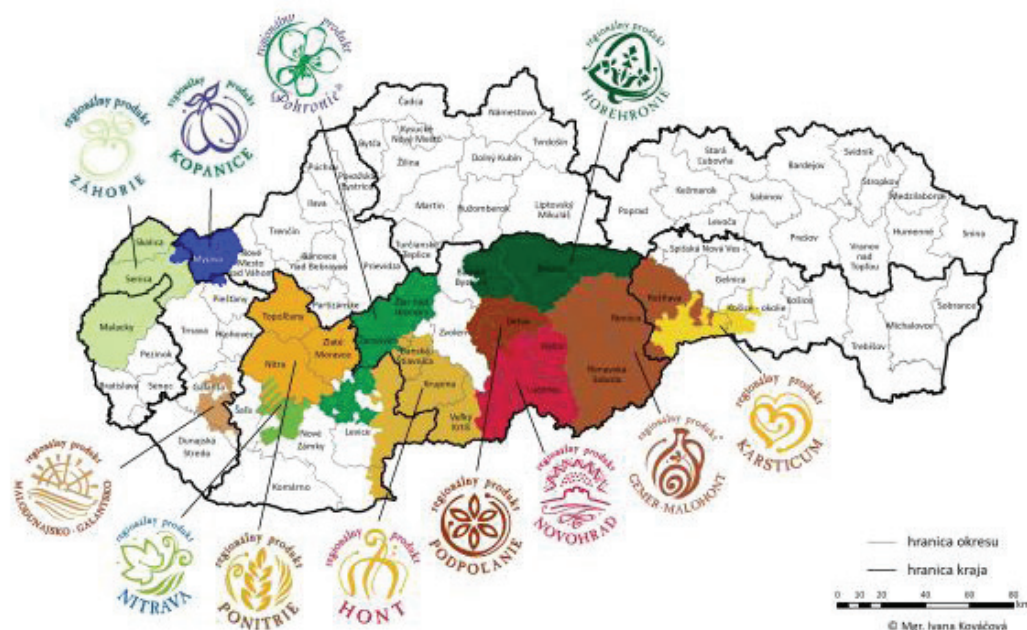 regionálny produkt
ZÁHORIE
regionálny produkt
KOPANICE
regionálny produkt
Pohronie®
regionálny produkt
HOREHRONIE
Čadca
Námestovo
Bytča
Kysucké
Nové Mesto
Tvrdošín
Žilina
Dolný Kubín
Púchov
Považská
Bystrica
Ilava
Martin
Ružomberok
Liptovský
Mikuláš
Stará
Ľubovňa
Bardejov
Svidník
Stropkov
Medzilaborce
Kežmarok
Sabinov
Poprad
Levoča
Prešov
Humenné
Snina
Vranov
nad
Topľou
Trenčín
Turčianske
Teplice
Skalica
Myjava
Nové
Mesto
nad Váhom
Bánovce
nad Bebravou
Prievidza
Spišská Nová Ves
Senica
Piešťany
Partizánske
Brezno
Gelnica
Malacky
Trnava
Hlohovec
Topoľčany
Žiar nad
Hronom
Zvolen
Detva
Rožňava
Košice - okolie
Košice
Michalovce
Sobrance
Trebišov
Pezinok
Zlaté
Moravce
Žarnovica
Banská
Štiavnica
Revúca
Rimavská
Sobota
Bratislava
Senec
Nitra
Krupina
Poltár
Lučenec
Galanta
Šaľa
Veľký
Krtíš
Levice
Dunajská
Streda
Nové
Zámky
Komárno
regionálny produkt
MALODUNAJSKO - GALANTSKO
regionálny produkt
NITRAVA
regionálny produkt
PONITRIE
regionálny produkt
HONT
regionálny produkt
PODPOĽANIE
regionálny produkt
NOVOHRAD
regionálny produkt
GEMER-MALOHONT
regionálny produkt
KARSTICUM
hranica okresu
hranica kraja
0 5 10 20 30 40 60 80
km
© Mgr. Ivana Kováčová